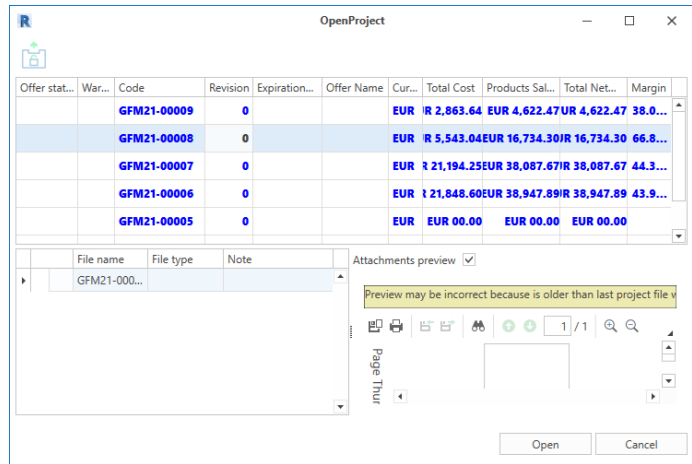 OpenProject
Offer stat... War... Code Revision Expiration... Offer Name Cur... Total Cost Products Sal... Total Net... Margin
GFM21-00009 0 EUR UR 2,863.64 EUR 4,622.47 UR 4,622.47 38.0...
GFM21-00008 0 EUR IR 5,543.04 EUR 16,734.30 JR 16,734.30 66.8...
GFM21-00007 0 EUR R 21,194.25 EUR 38,087.67 IR 38,087.67 44.3...
GFM21-00006 0 EUR R 21,848.60 EUR 38,947.89 IR 38,947.89 43.9...
GFM21-00005 0 EUR EUR 00.00 EUR 00.00 EUR 00.00
File name File type Note
GFM21-000...
Attachments preview
Preview may be incorrect because is older than last project file w
1 / 1
Page Thur
Open Cancel